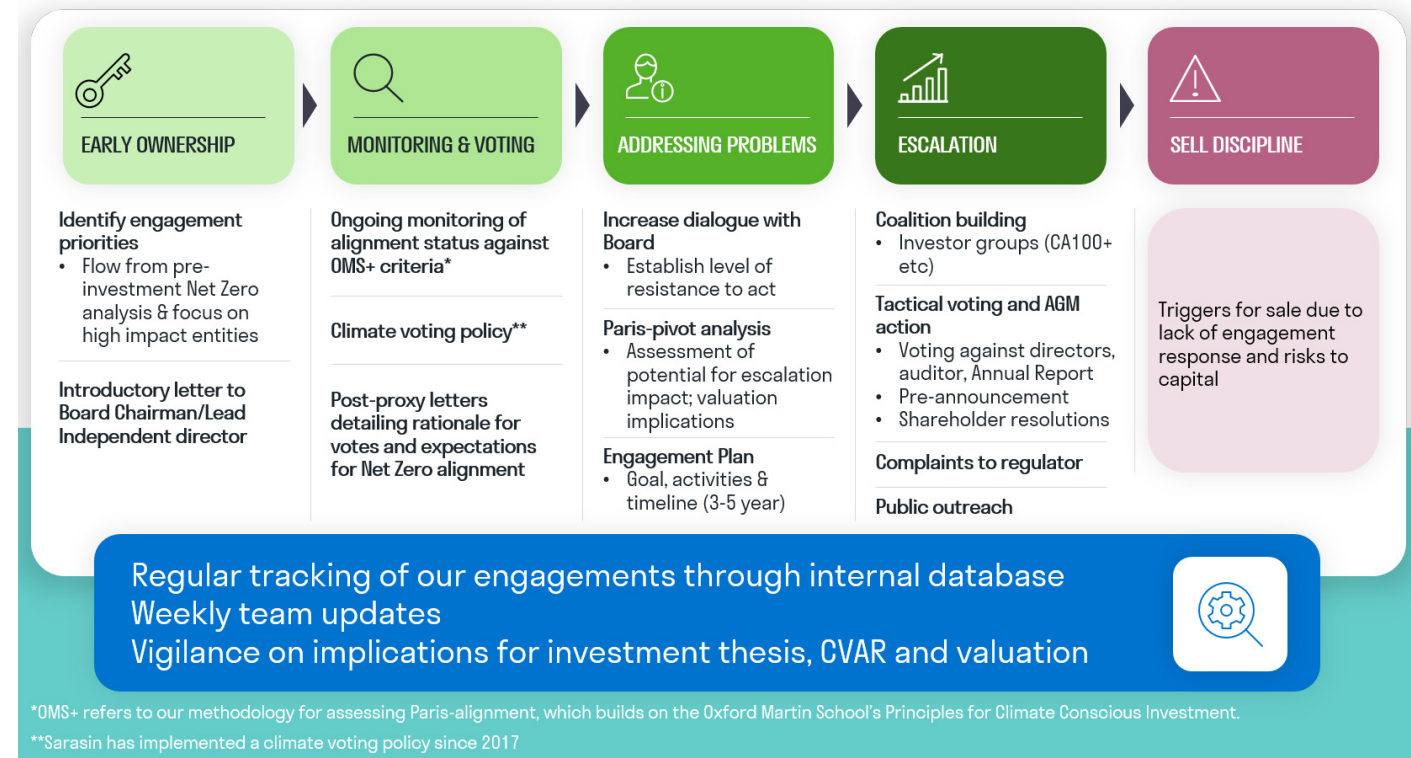 EARLY OWNERSHIP
MONITORING & VOTING
ADDRESSING PROBLEMS
ESCALATION
SELL DISCIPLINE
Identify engagement
priorities
• Flow from pre-
investment Net Zero
analysis & focus on
high impact entities
Introductory letter to
Board Chairman/Lead
Independent director
Ongoing monitoring of
alignment status against
OMS+ criteria*
Climate voting policy**
Post-proxy letters
detailing rationale for
votes and expectations
for Net Zero alignment
Increase dialogue with
Board
• Establish level of
resistance to act
Paris-pivot analysis
• Assessment of
potential for escalation
impact; valuation
implications
Engagement Plan
• Goal, activities &
timeline (3-5 year)
Coalition building
• Investor groups (CA100+
etc)
Tactical voting and AGM
action
• Voting against directors,
auditor, Annual Report
• Pre-announcement
• Shareholder resolutions
Complaints to regulator
Public outreach
Triggers for sale due to
lack of engagement
response and risks to
capital
Regular tracking of our engagements through internal database
Weekly team updates
Vigilance on implications for investment thesis, CVAR and valuation
*OMS+ refers to our methodology for assessing Paris-alignment, which builds on the Oxford Martin School's Principles for Climate Conscious Investment.
**Sarasin has implemented a climate voting policy since 2017